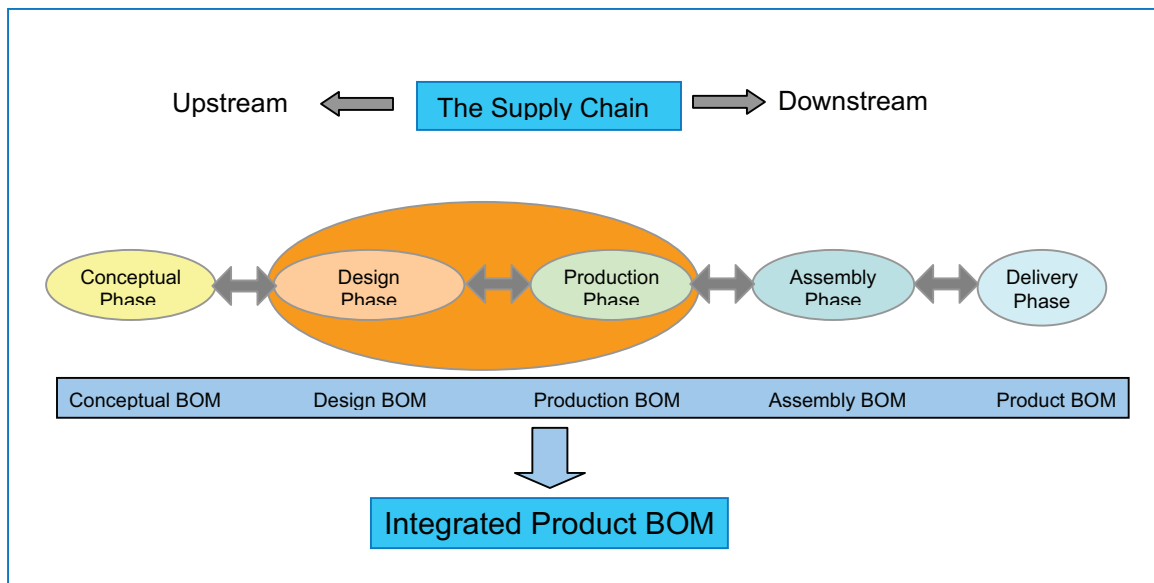 Upstream
The Supply Chain
Downstream
Conceptual
Phase
Design
Phase
Production
Phase
Assembly
Phase
Delivery
Phase
Conceptual BOM
Design BOM
Production BOM
Assembly BOM
Product BOM
Integrated Product BOM